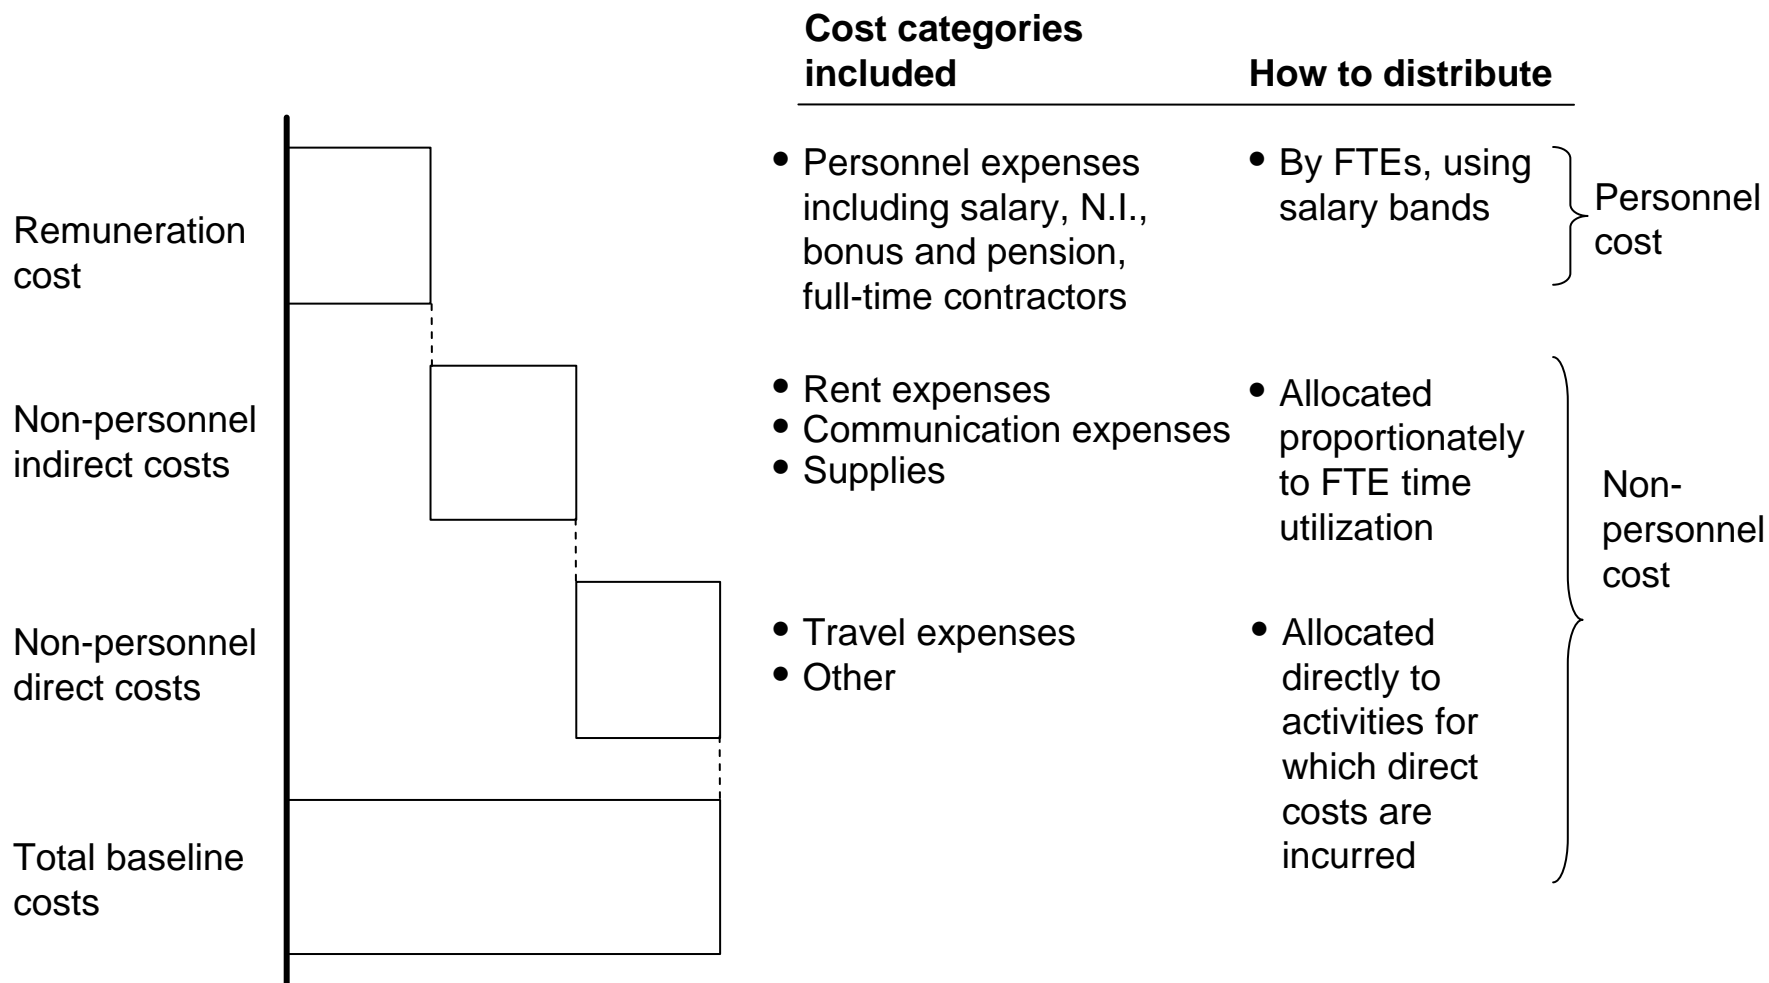 Cost categories
included
How to distribute
Remuneration
cost
• Personnel expenses
including salary, N.I.,
bonus and pension,
full-time contractors
• By FTEs, using
salary bands
Personnel
cost
Non-personnel
indirect costs
• Rent expenses
• Communication expenses
• Supplies
• Allocated
proportionately
to FTE time
utilization
Non-
personnel
cost
Non-personnel
direct costs
• Travel expenses
• Other
• Allocated
directly to
activities for
which direct
costs are
incurred
Total baseline
costs